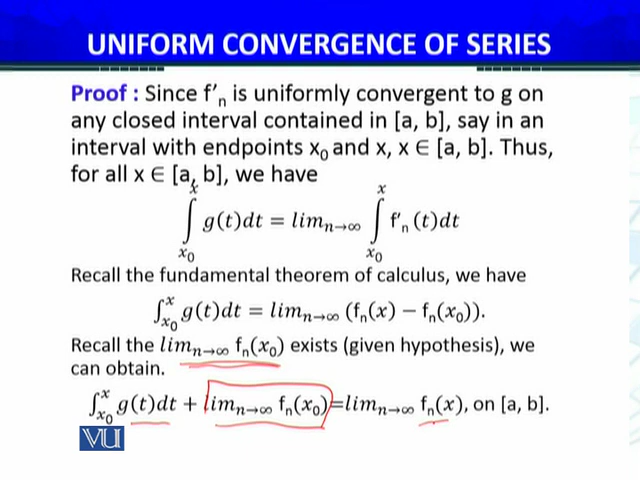 UNIFORM CONVERGENCE OF SERIES
Proof : Since f′ₙ is uniformly convergent to g on
any closed interval contained in [a, b], say in an
interval with endpoints x₀ and x, x ∈ [a, b]. Thus,
for all x ∈ [a, b], we have
∫ₓ₀ˣ g(t)dt = limₙ→∞ ∫ₓ₀ˣ f′ₙ (t)dt
Recall the fundamental theorem of calculus, we have
∫ₓ₀ˣ g(t)dt = limₙ→∞ (fₙ(x) − fₙ(x₀)).
Recall the limₙ→∞ fₙ(x₀) exists (given hypothesis), we
can obtain.
∫ₓ₀ˣ g(t)dt + limₙ→∞ fₙ(x₀)=limₙ→∞ fₙ(x), on [a, b].
VU